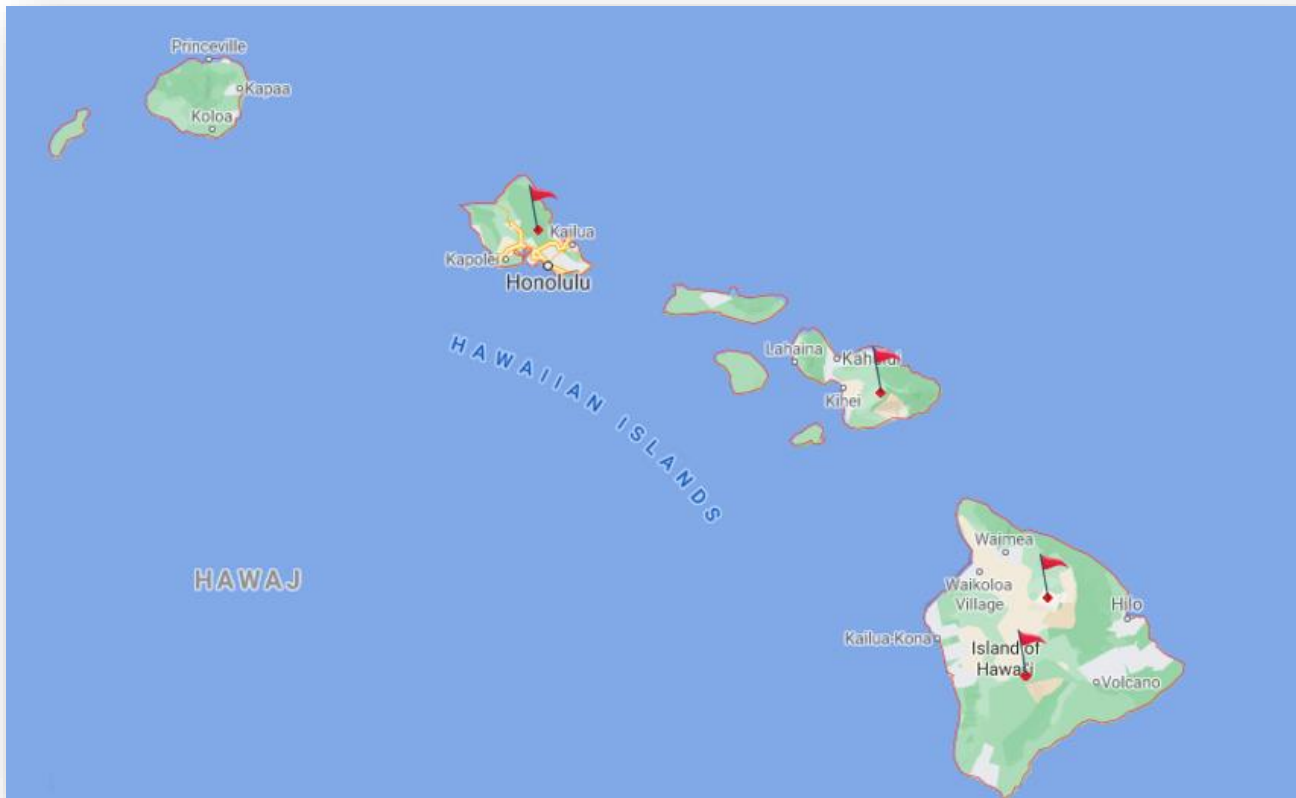 Princeville
Kapaa
Koloa
Kailua
Kapolei
Honolulu
HAWAIIAN ISLANDS
Lahaina
Kihei
HAWAJ
Waimea
Waikoloa
Village
Hilo
Kailua-Kona
Island of
Volcano